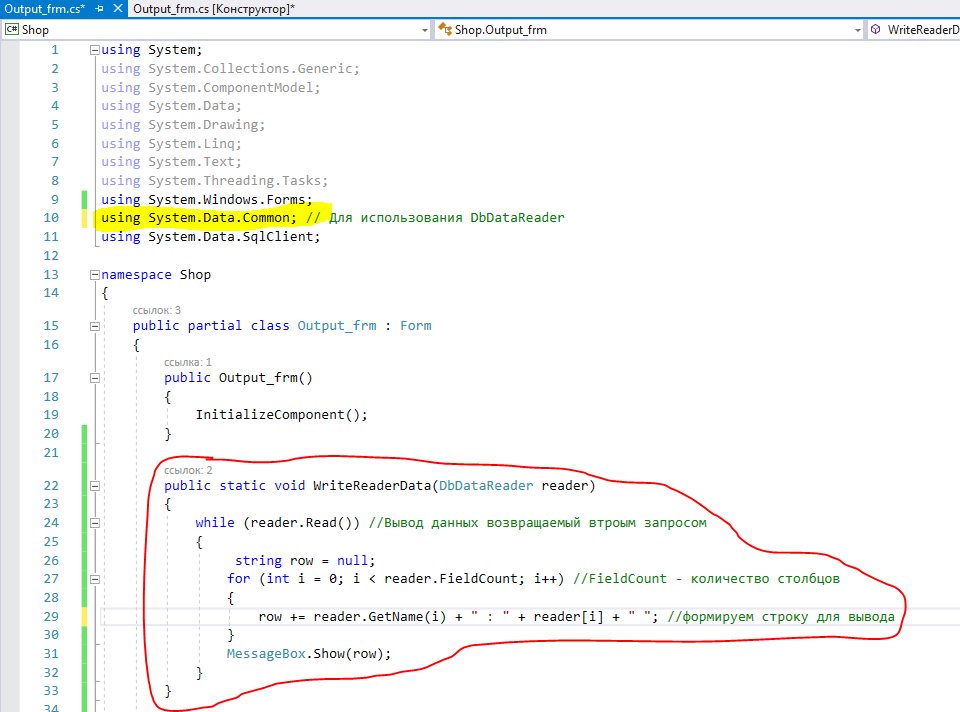 Output_frm.cs*
Output_frm.cs [Конструктор]*
C# Shop
Shop.Output_frm
WriteReaderD
1 using System;
2 using System.Collections.Generic;
3 using System.ComponentModel;
4 using System.Data;
5 using System.Drawing;
6 using System.Linq;
7 using System.Text;
8 using System.Threading.Tasks;
9 using System.Windows.Forms;
10 using System.Data.Common; // Для использования DbDataReader
11 using System.Data.SqlClient;
12
13 namespace Shop
14 {
ссылок: 3
15 public partial class Output_frm : Form
16 {
ссылка: 1
17 public Output_frm()
18 {
19 InitializeComponent();
20 }
21
ссылок: 2
22 public static void WriteReaderData(DbDataReader reader)
23 {
24 while (reader.Read()) //Вывод данных возвращаемый втроым запросом
25 {
26 string row = null;
27 for (int i = 0; i < reader.FieldCount; i++) //FieldCount - количество столбцов
28 {
29 row += reader.GetName(i) + " : " + reader[i] + " "; //формируем строку для вывода
30 }
31 MessageBox.Show(row);
32 }
33 }
34